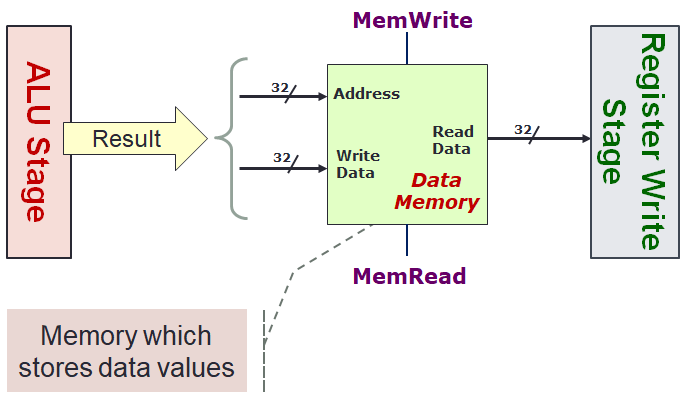 MemWrite
ALU Stage
Result
32
Address
32
Write
Data
Read
Data
32
Data
Memory
Register Write
Stage
MemRead
Memory which
stores data values